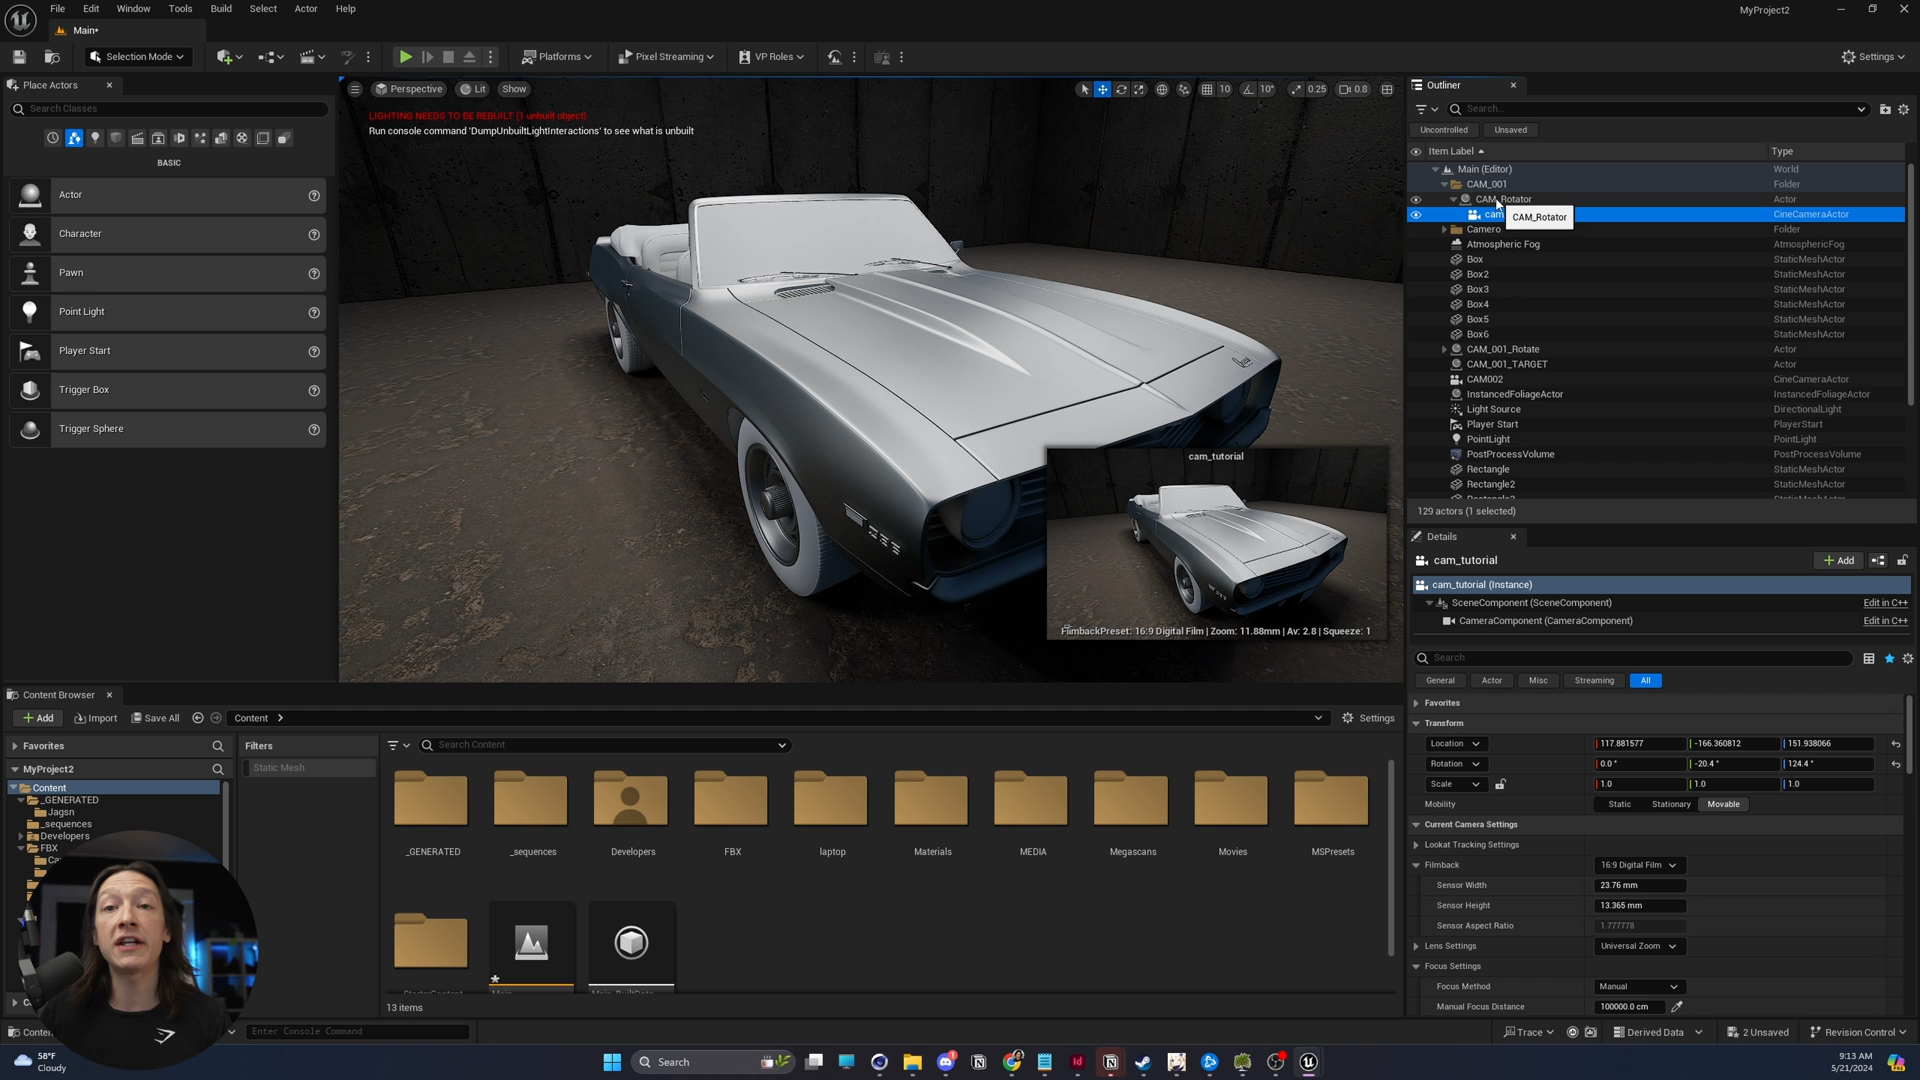 File Edit Window Tools Build Select Actor Help
MyProject2
Main•
Selection Mode
Platforms
Pixel Streaming
VP Roles
Settings
Place Actors
Search Classes
BASIC
Actor
Character
Pawn
Point Light
Player Start
Trigger Box
Trigger Sphere
Perspective
Lit
Show
10
10°
0.25
0.8
LIGHTING NEEDS TO BE REBUILT (1 unbuilt object)
Run console command 'DumpUnbuiltLightInteractions' to see what is unbuilt
cam_tutorial
FilmbackPreset: 16:9 Digital Film | Zoom: 11.88mm | Av: 2.8 | Squeeze: 1
Outliner
Search...
Uncontrolled
Unsaved
Item Label
Type
Main (Editor) World
CAM_001 Folder
CAM_Rotator Actor
cam CineCameraActor
CAM_Rotator
Camero Folder
Atmospheric Fog AtmosphericFog
Box StaticMeshActor
Box2 StaticMeshActor
Box3 StaticMeshActor
Box4 StaticMeshActor
Box5 StaticMeshActor
Box6 StaticMeshActor
CAM_001_Rotate Actor
CAM_001_TARGET Actor
CAM002 CineCameraActor
InstancedFoliageActor InstancedFoliageActor
Light Source DirectionalLight
Player Start PlayerStart
PointLight PointLight
PostProcessVolume PostProcessVolume
Rectangle StaticMeshActor
Rectangle2 StaticMeshActor
129 actors (1 selected)
Details
cam_tutorial
Add
cam_tutorial (Instance)
SceneComponent (SceneComponent) Edit in C++
CameraComponent (CameraComponent) Edit in C++
Search
General Actor Misc Streaming All
Favorites
Transform
Location 117.881577 -166.360812 151.938066
Rotation 0.0 ° -20.4 ° 124.4 °
Scale 1.0 1.0 1.0
Mobility Static Stationary Movable
Current Camera Settings
Lookat Tracking Settings
Filmback 16:9 Digital Film
Sensor Width 23.76 mm
Sensor Height 13.365 mm
Sensor Aspect Ratio 1.777778
Lens Settings Universal Zoom
Focus Settings
Focus Method Manual
Manual Focus Distance 100000.0 cm
Content Browser
Add
Import
Save All
Content
Settings
Favorites
MyProject2
Content
_GENERATED
Jagsn
_sequences
Developers
FBX
Filters
Static Mesh
Search Content
_GENERATED _sequences Developers FBX laptop Materials MEDIA Megascans Movies MSPresets
13 items
Enter Console Command
Trace
Derived Data
2 Unsaved
Revision Control
58°F
Cloudy
Search
9:13 AM
5/21/2024